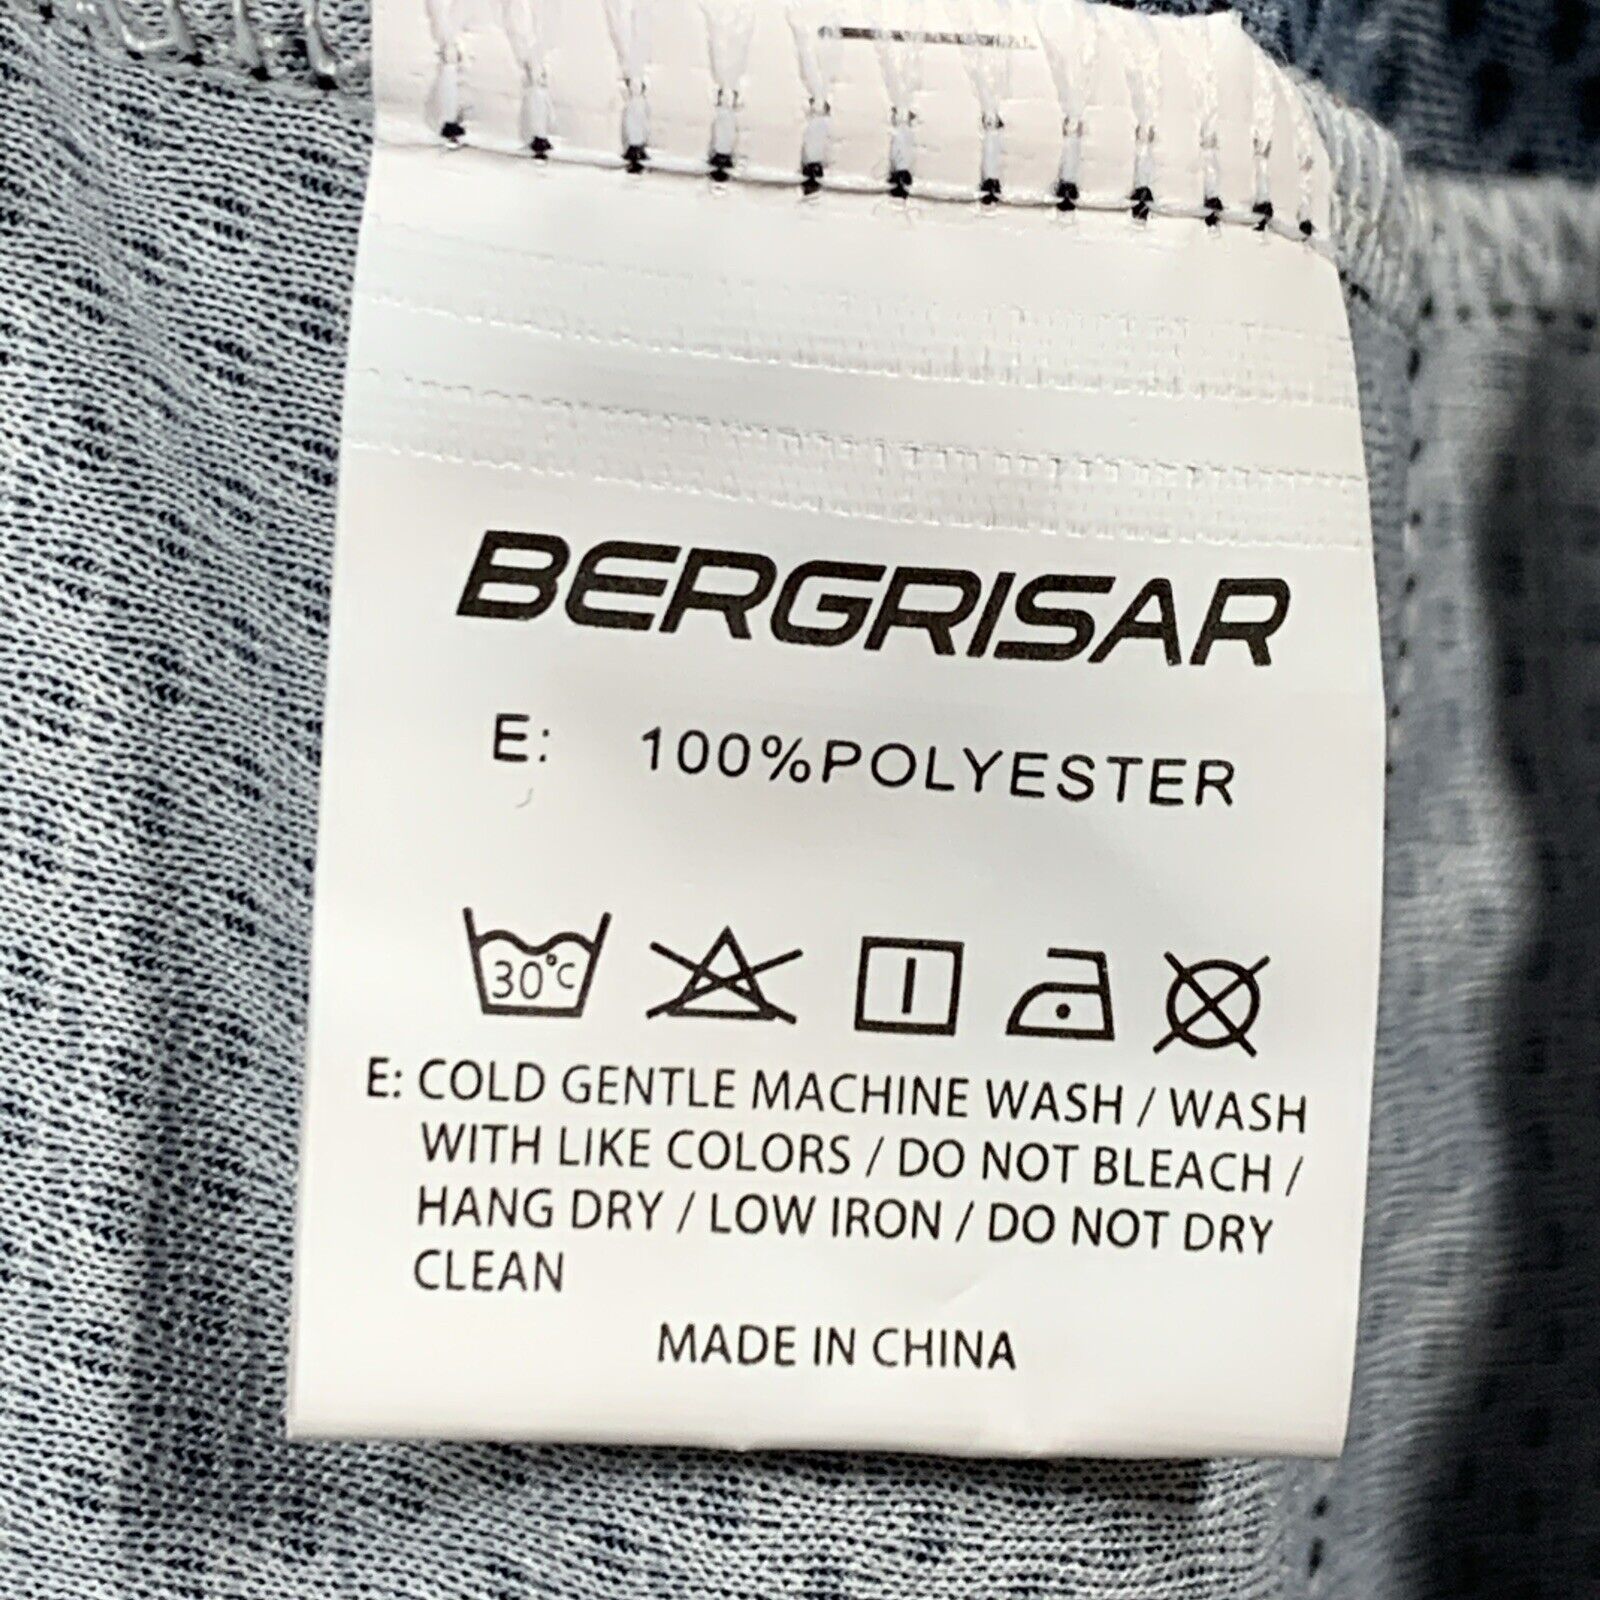 BERGRISAR
E: 100%POLYESTER
30°C
E: COLD GENTLE MACHINE WASH / WASH
WITH LIKE COLORS / DO NOT BLEACH /
HANG DRY / LOW IRON / DO NOT DRY
CLEAN
MADE IN CHINA